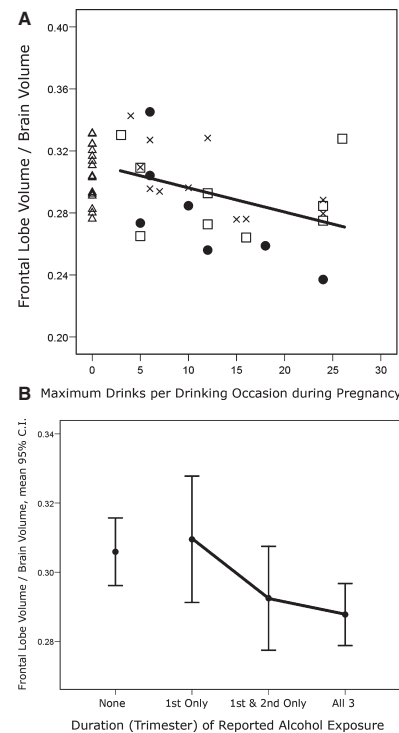 A
Frontal Lobe Volume / Brain Volume
0.40
0.36
0.32
0.28
0.24
0.20
0 5 10 15 20 25 30
Maximum Drinks per Drinking Occasion during Pregnancy
B
Frontal Lobe Volume / Brain Volume, mean 95% C.I.
0.34
0.32
0.30
0.28
None 1st Only 1st & 2nd Only All 3
Duration (Trimester) of Reported Alcohol Exposure